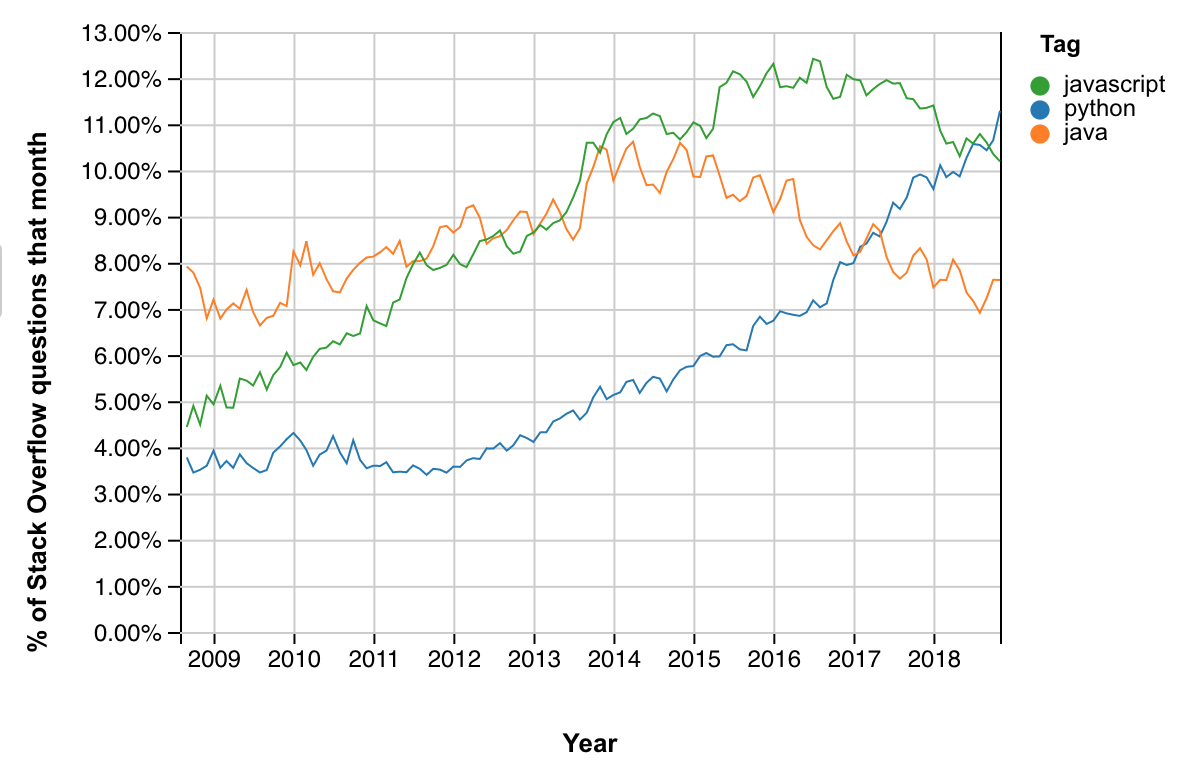 % of Stack Overflow questions that month
13.00%
12.00%
11.00%
10.00%
9.00%
8.00%
7.00%
6.00%
5.00%
4.00%
3.00%
2.00%
1.00%
0.00%
2009 2010 2011 2012 2013 2014 2015 2016 2017 2018
Year
Tag
javascript
python
java